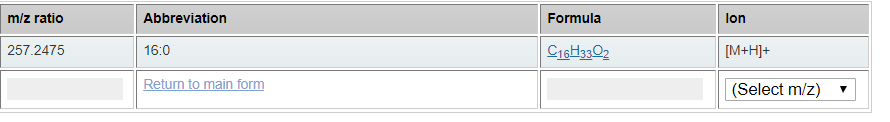 m/z ratio Abbreviation Formula Ion
257.2475 16:0 C₁₆H₃₃O₂ [M+H]+
Return to main form (Select m/z)